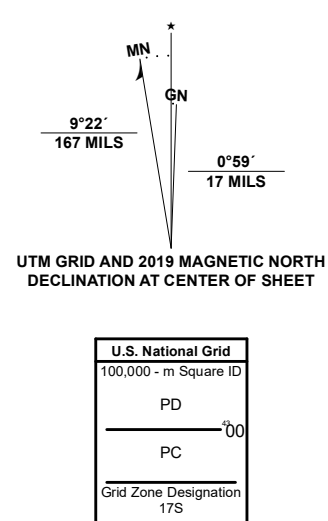 ★
MN
GN
9°22´
167 MILS
0°59´
17 MILS
UTM GRID AND 2019 MAGNETIC NORTH
DECLINATION AT CENTER OF SHEET
U.S. National Grid
100,000 - m Square ID
PD
4300
PC
Grid Zone Designation
17S